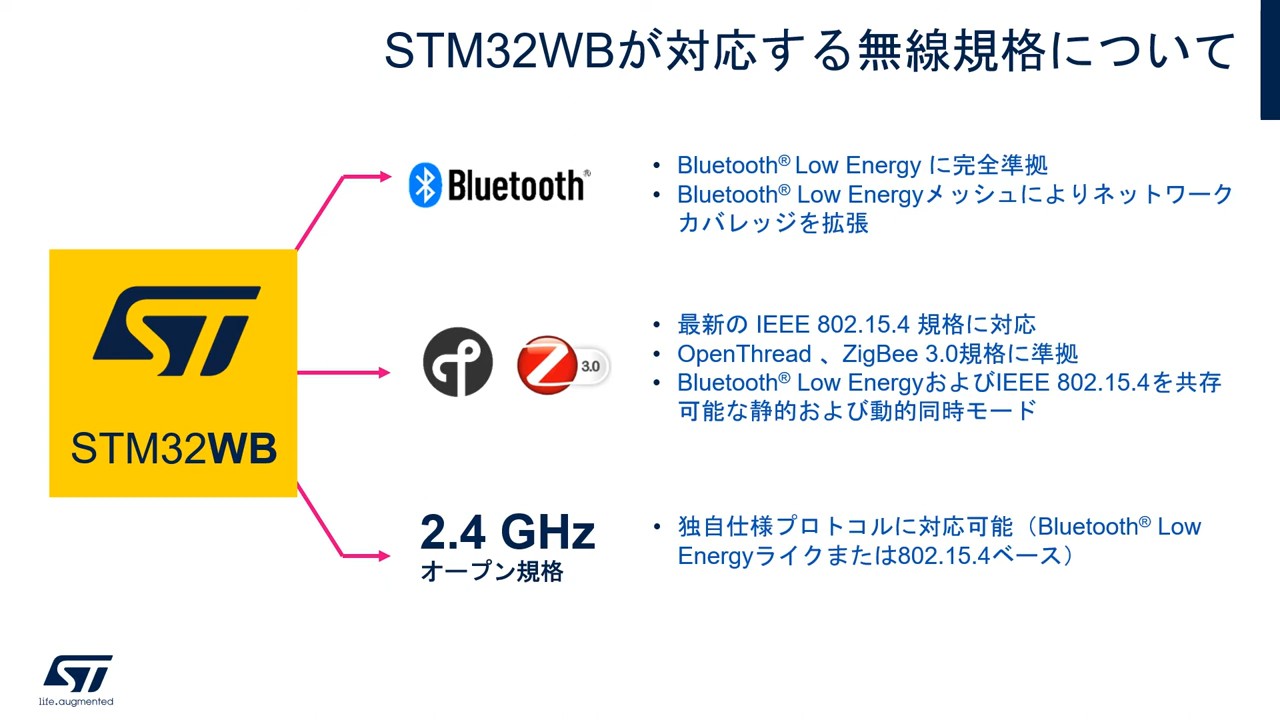 STM32WBが対応する無線規格について
Bluetooth®
• Bluetooth® Low Energy に完全準拠
• Bluetooth® Low Energyメッシュによりネットワーク
カバレッジを拡張
ST
STM32WB
3.0
• 最新の IEEE 802.15.4 規格に対応
• OpenThread 、ZigBee 3.0規格に準拠
• Bluetooth® Low EnergyおよびIEEE 802.15.4を共存
可能な静的および動的同時モード
2.4 GHz
オープン規格
• 独自仕様プロトコルに対応可能（Bluetooth® Low
Energyライクまたは802.15.4ベース）
ST
life.augmented